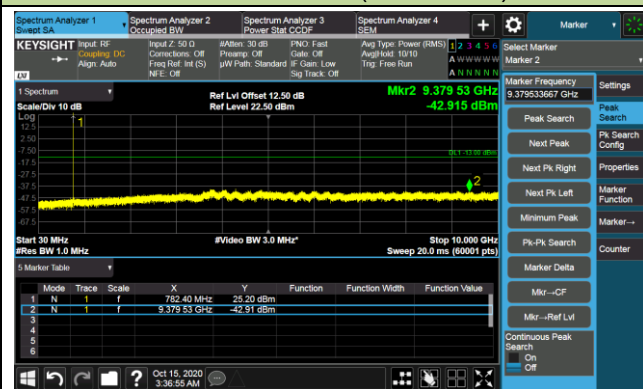 Spectrum Analyzer 1
Swept SA
Spectrum Analyzer 2
Occupied BW
Spectrum Analyzer 3
Power Stat CCDF
Spectrum Analyzer 4
SEM
+
Marker
KEYSIGHT
Input: RF
Coupling: DC
Align: Auto
Input Z: 50 Ω
Corrections: Off
Freq Ref: Int (S)
NFE: Off
#Atten: 30 dB
Preamp: Off
µW Path: Standard
PNO: Fast
Gate: Off
IF Gain: Low
Sig Track: Off
Avg Type: Power (RMS)
Avg|Hold: 10/10
Trig: Free Run
1 2 3 4 5 6
A W W W W W
A N N N N N
LXI
Select Marker
Marker 2
1 Spectrum
Scale/Div 10 dB
Ref Lvl Offset 12.50 dB
Ref Level 22.50 dBm
Mkr2 9.379 53 GHz
-42.915 dBm
Log
12.5
2.50
-7.50
-17.5
-27.5
-37.5
-47.5
-57.5
-67.5
1
DL1 -13.00 dBm
2
Start 30 MHz
#Res BW 1.0 MHz
#Video BW 3.0 MHz*
Stop 10.000 GHz
Sweep 20.0 ms (60001 pts)
5 Marker Table
Mode Trace Scale X Y Function Function Width Function Value
1 N 1 f 782.40 MHz 25.20 dBm
2 N 1 f 9.379 53 GHz -42.91 dBm
3
4
5
6
Marker Frequency
9.379533667 GHz
Peak Search
Next Peak
Next Pk Right
Next Pk Left
Minimum Peak
Pk-Pk Search
Marker Delta
Mkr→CF
Mkr→Ref Lvl
Continuous Peak
Search
On
Off
Settings
Peak
Search
Pk Search
Config
Properties
Marker
Function
Marker→
Counter
?
Oct 15, 2020
3:36:55 AM